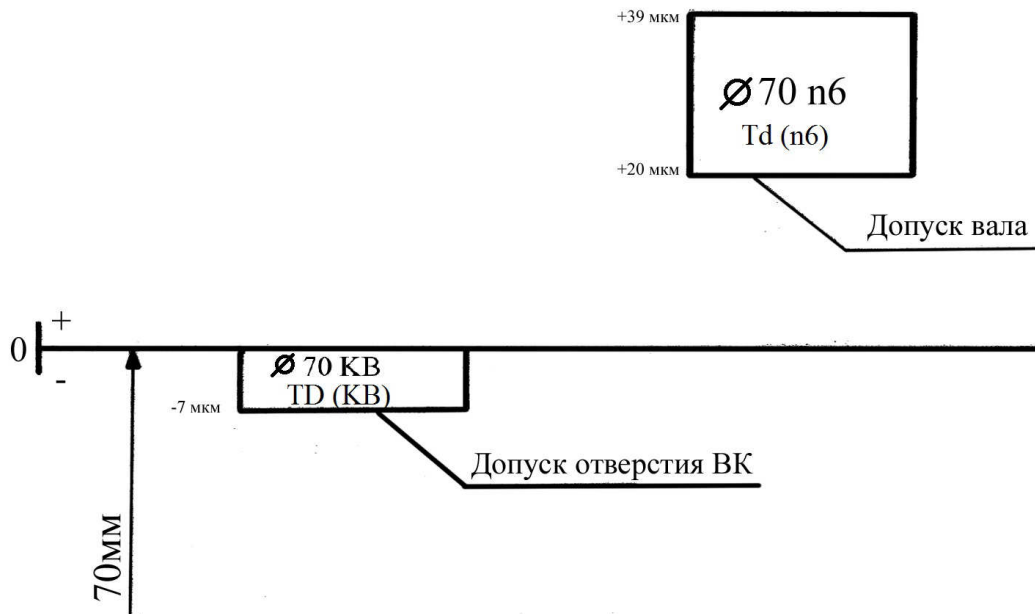 +39 мкм
⌀ 70 n6
Td (n6)
+20 мкм
Допуск вала
+
0
-
⌀ 70 KB
TD (KB)
-7 мкм
Допуск отверстия ВК
70мм